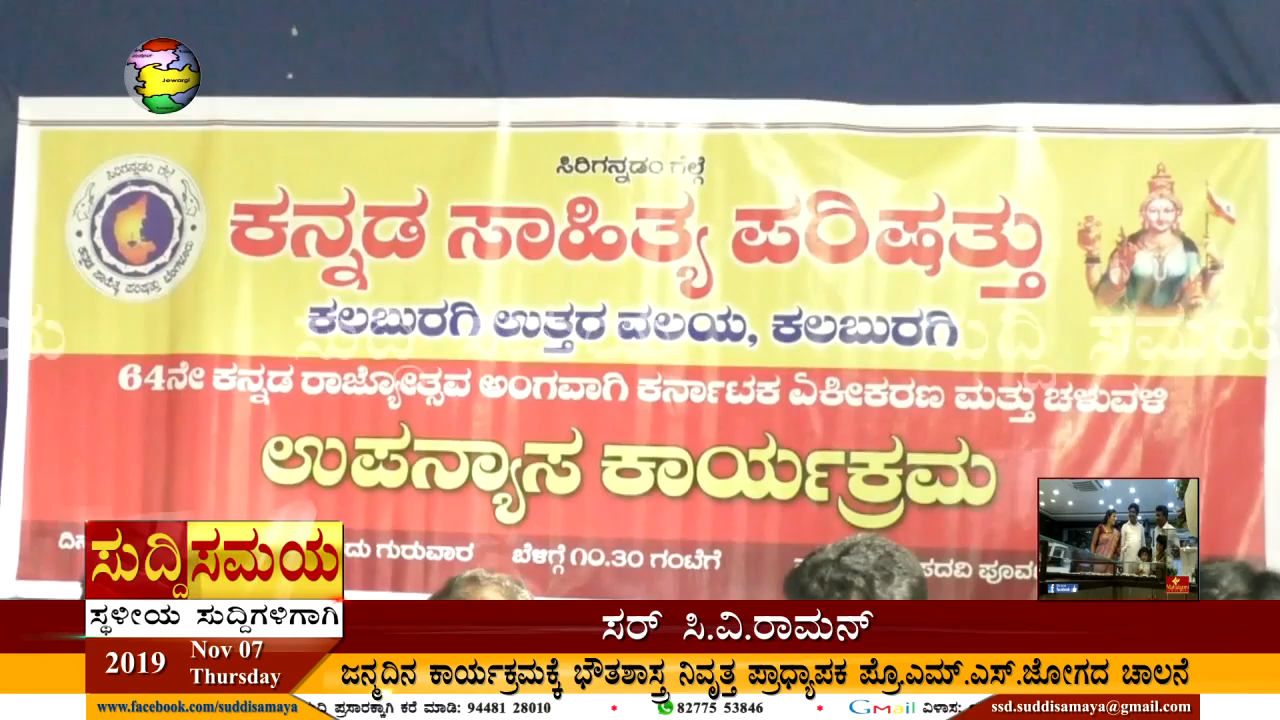 Jewargi
ಸಿರಿಗನ್ನಡಂ ಗೆಲ್ಗೆ
ಕನ್ನಡ ಸಾಹಿತ್ಯ ಪರಿಷತ್ತು
ಕಲಬುರಗಿ ಉತ್ತರ ವಲಯ, ಕಲಬುರಗಿ
ಸುದ್ದಿ ಸಮಯ
64ನೇ ಕನ್ನಡ ರಾಜ್ಯೋತ್ಸವ ಅಂಗವಾಗಿ ಕರ್ನಾಟಕ ಏಕೀಕರಣ ಮತ್ತು ಚಳುವಳಿ
ಉಪನ್ಯಾಸ ಕಾರ್ಯಕ್ರಮ
ಗುರುವಾರ ಬೆಳಿಗ್ಗೆ ೧೦.30 ಗಂಟೆಗೆ
ಸುದ್ದಿಸಮಯ
ಸ್ಥಳೀಯ ಸುದ್ದಿಗಳಿಗಾಗಿ
ಸರ್ ಸಿ.ವಿ.ರಾಮನ್
2019 Nov 07 Thursday
ಜನ್ಮದಿನ ಕಾರ್ಯಕ್ರಮಕ್ಕೆ ಭೌತಶಾಸ್ತ್ರ ನಿವೃತ್ತ ಪ್ರಾಧ್ಯಾಪಕ ಪ್ರೊ.ಎಮ್.ಎಸ್.ಜೋಗದ ಚಾಲನೆ
www.facebook.com/suddisamaya ಪ್ರಸಾರಕ್ಕಾಗಿ ಕರೆ ಮಾಡಿ: 94481 28010 * 82775 53846 * Gmail ವಿಳಾಸ: ssd.suddisamaya@gmail.com